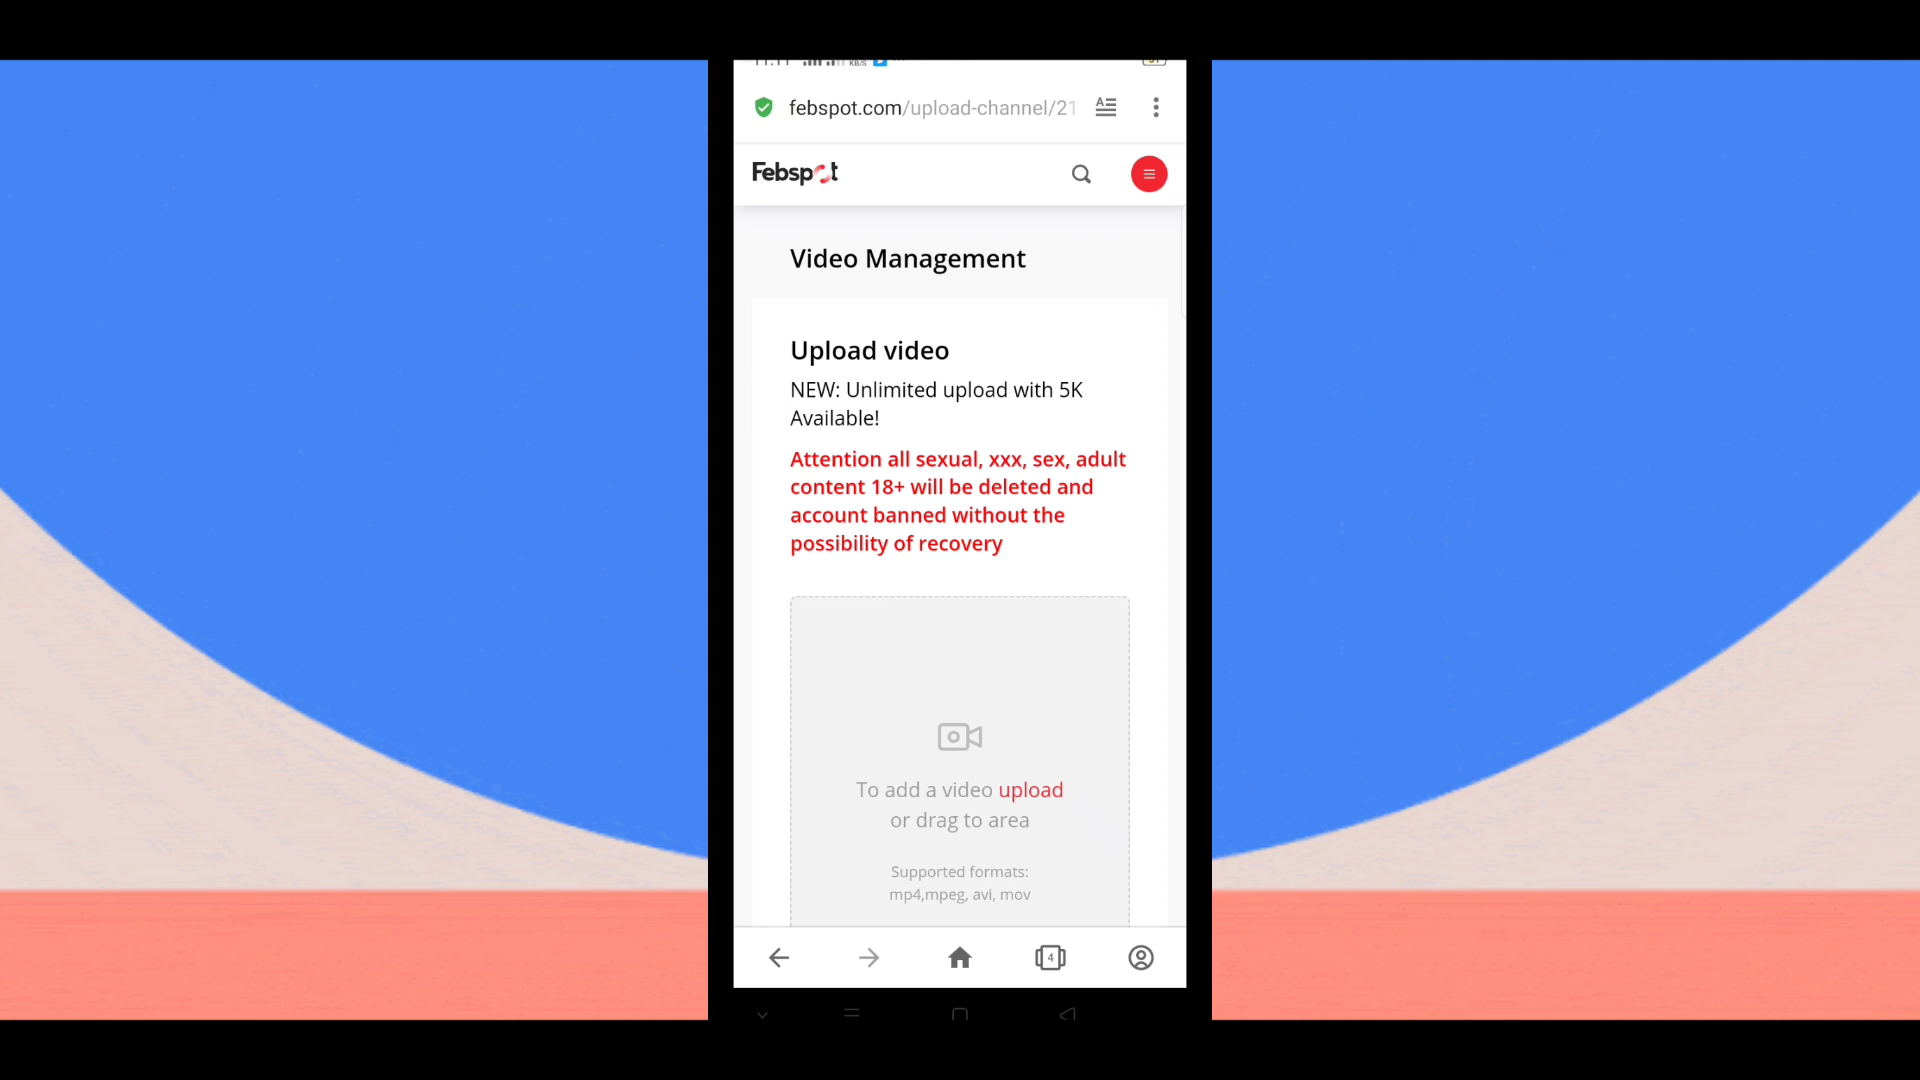 febspot.com/upload-channel/21
Febspot
Video Management
Upload video
NEW: Unlimited upload with 5K
Available!
Attention all sexual, xxx, sex, adult
content 18+ will be deleted and
account banned without the
possibility of recovery
To add a video upload
or drag to area
Supported formats:
mp4,mpeg, avi, mov
4